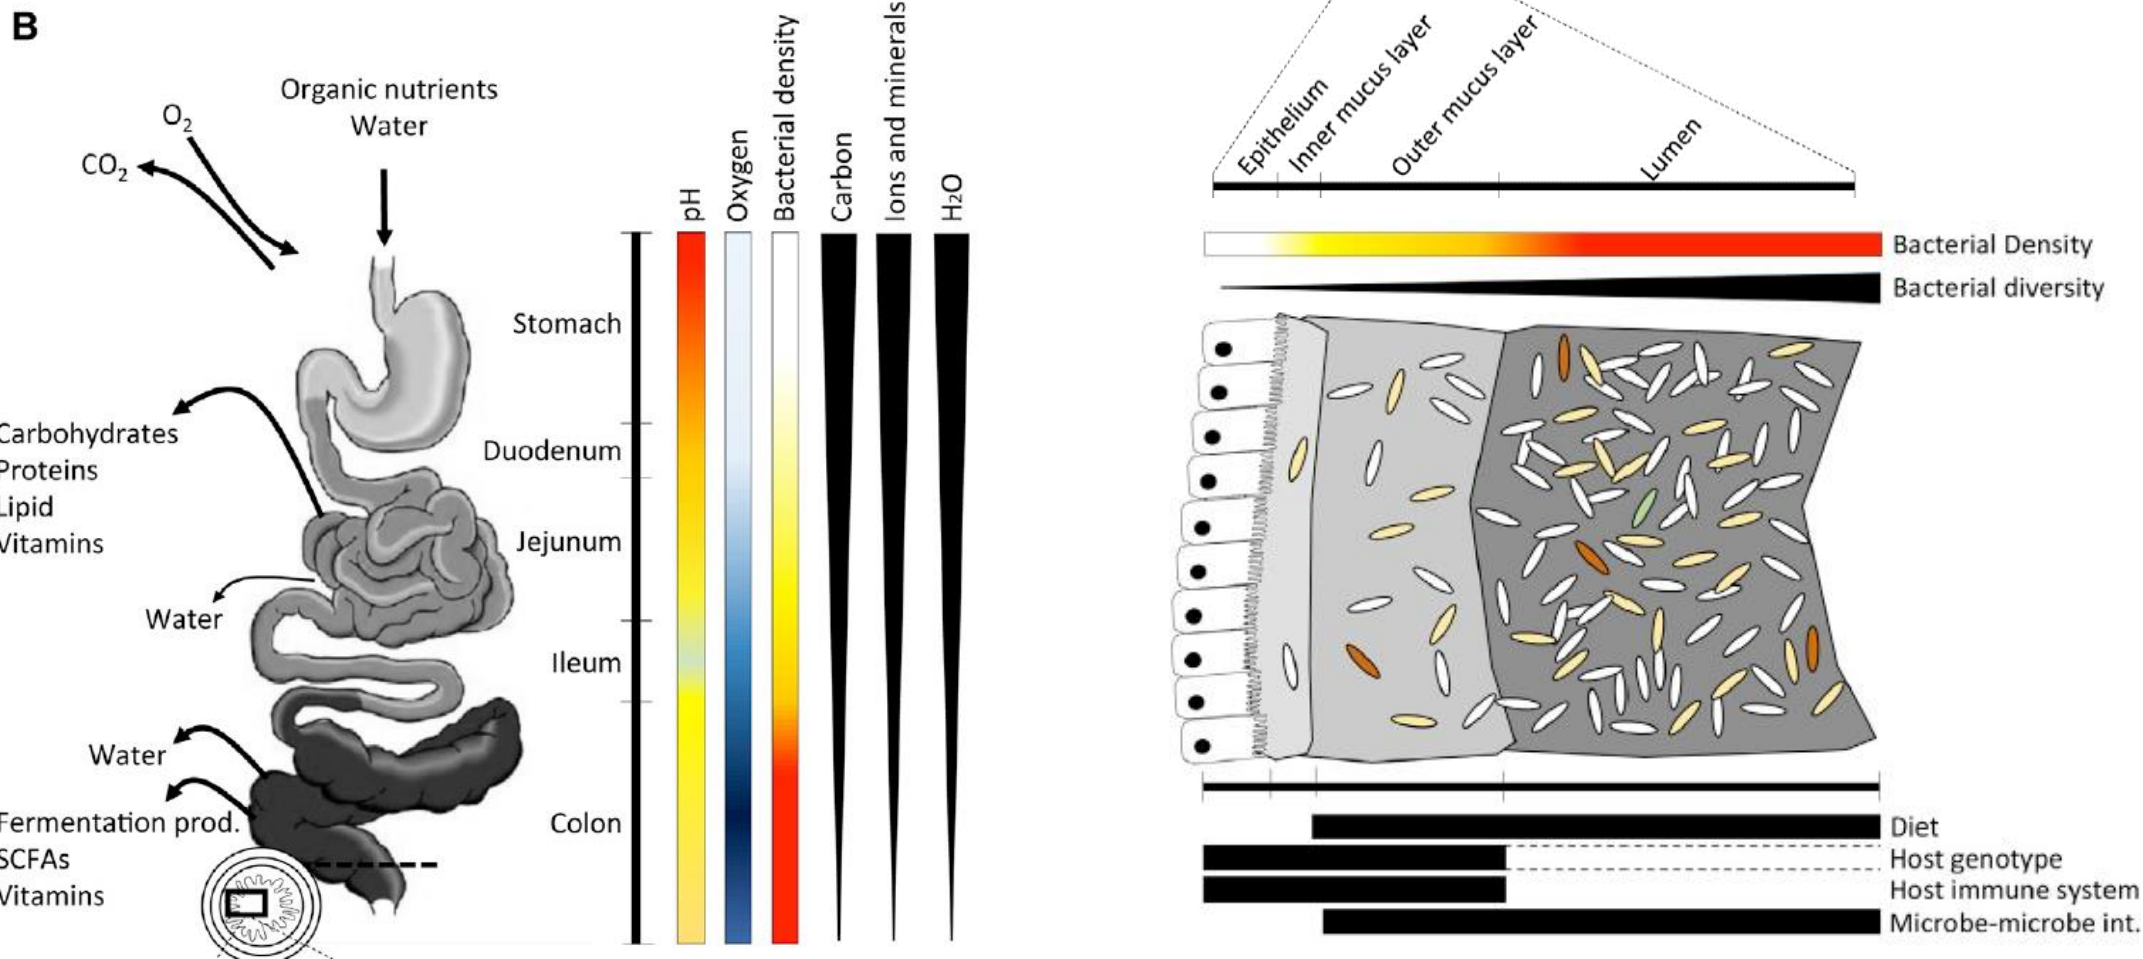 B
Organic nutrients
Water
O2
CO2
Carbohydrates
Proteins
Lipid
Vitamins
Water
Water
Fermentation prod.
SCFAs
Vitamins
Stomach
Duodenum
Jejunum
Ileum
Colon
pH
Oxygen
Bacterial density
Carbon
Ions and minerals
H2O
Epithelium
Inner mucus layer
Outer mucus layer
Lumen
Bacterial Density
Bacterial diversity
Diet
Host genotype
Host immune system
Microbe-microbe int.